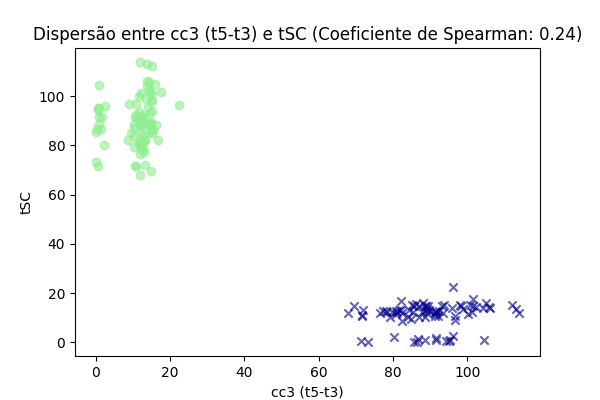 Dispersão entre cc3 (t5-t3) e tSC (Coeficiente de Spearman: 0.24)
tSC
100
80
60
40
20
0
0 20 40 60 80 100
cc3 (t5-t3)